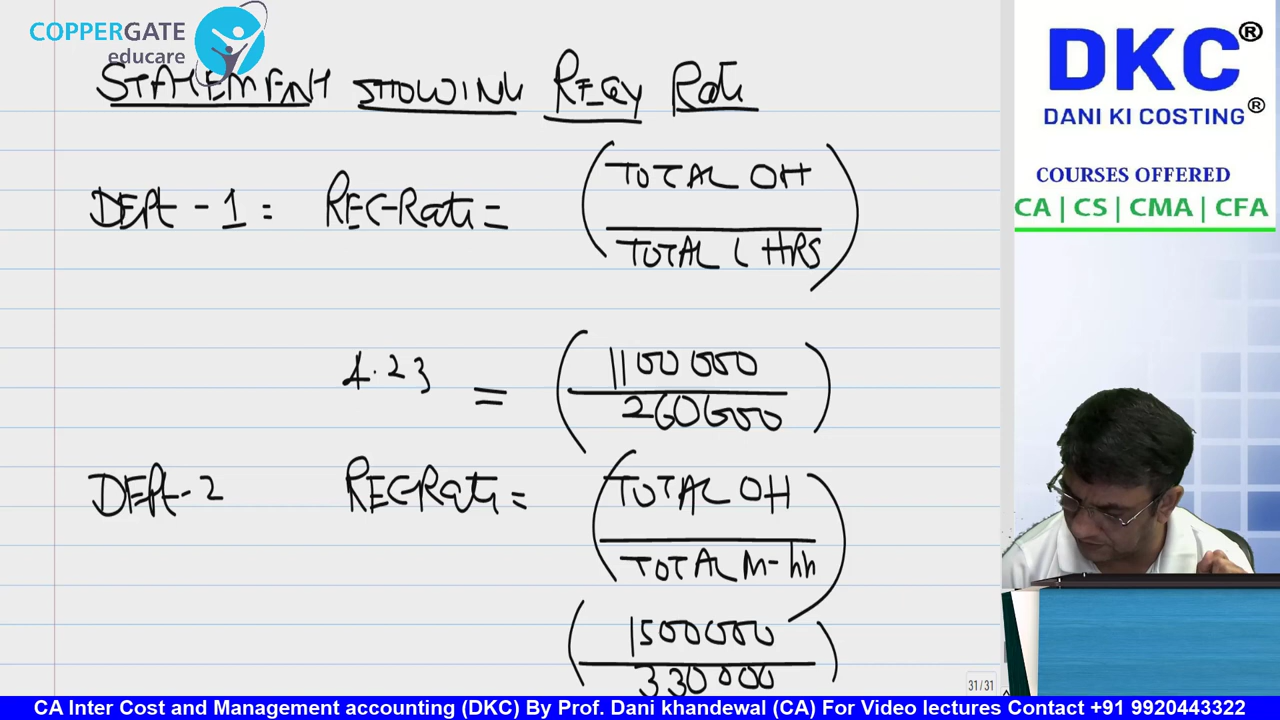 COPPERGATE
educare
STATEMENT SHOWING RECY Rate
DEPt - 1 = REC-Rate = (TOTAL OH
TOTAL L HRS)
4.23 = (1100000
260600)
DEPt-2 REC-Rate = (TOTAL OH
TOTAL M-hh)
(1500000
330000)
31/31
DKC®
DANI KI COSTING®
COURSES OFFERED
CA | CS | CMA | CFA
CA Inter Cost and Management accounting (DKC) By Prof. Dani khandewal (CA) For Video lectures Contact +91 9920443322